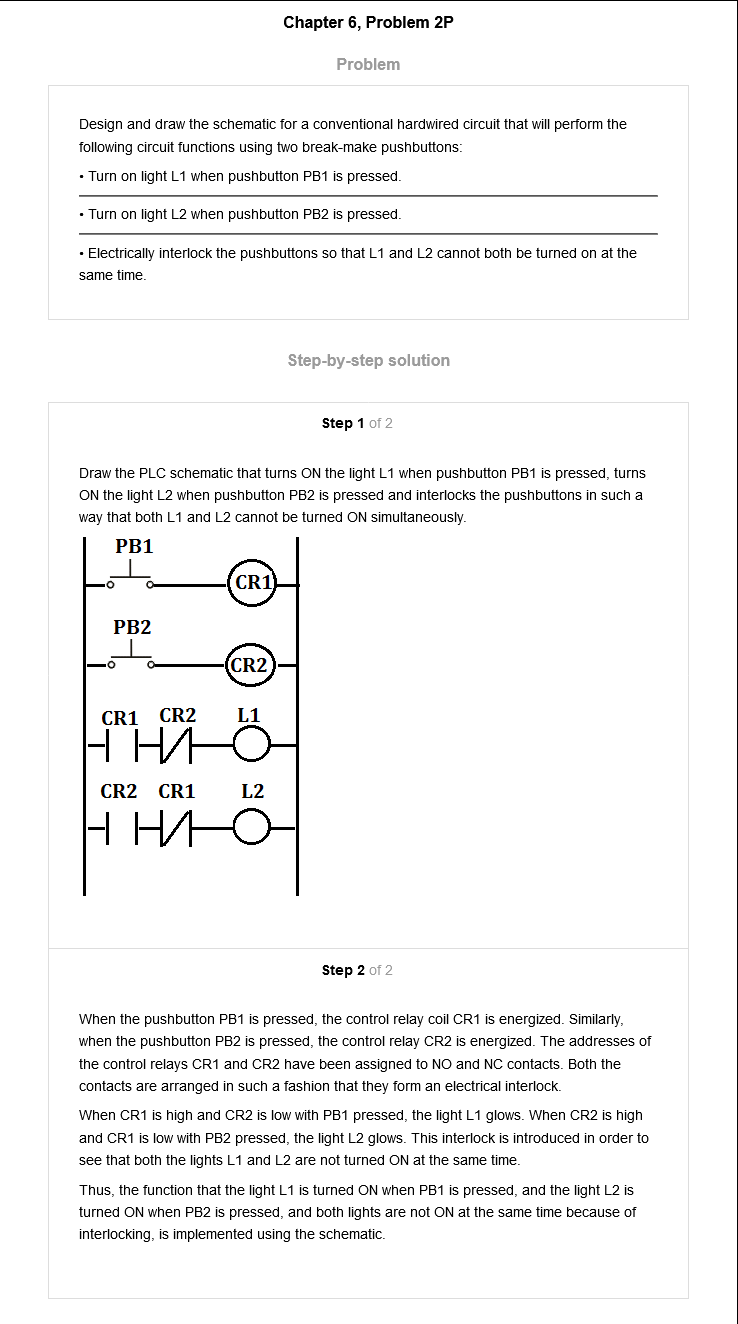 Chapter 6, Problem 2P
Problem
Design and draw the schematic for a conventional hardwired circuit that will perform the
following circuit functions using two break-make pushbuttons:
• Turn on light L1 when pushbutton PB1 is pressed.
• Turn on light L2 when pushbutton PB2 is pressed.
• Electrically interlock the pushbuttons so that L1 and L2 cannot both be turned on at the
same time.
Step-by-step solution
Step 1 of 2
Draw the PLC schematic that turns ON the light L1 when pushbutton PB1 is pressed, turns
ON the light L2 when pushbutton PB2 is pressed and interlocks the pushbuttons in such a
way that both L1 and L2 cannot be turned ON simultaneously.
PB1
CR1
PB2
CR2
CR1 CR2 L1
CR2 CR1 L2
Step 2 of 2
When the pushbutton PB1 is pressed, the control relay coil CR1 is energized. Similarly,
when the pushbutton PB2 is pressed, the control relay CR2 is energized. The addresses of
the control relays CR1 and CR2 have been assigned to NO and NC contacts. Both the
contacts are arranged in such a fashion that they form an electrical interlock.
When CR1 is high and CR2 is low with PB1 pressed, the light L1 glows. When CR2 is high
and CR1 is low with PB2 pressed, the light L2 glows. This interlock is introduced in order to
see that both the lights L1 and L2 are not turned ON at the same time.
Thus, the function that the light L1 is turned ON when PB1 is pressed, and the light L2 is
turned ON when PB2 is pressed, and both lights are not ON at the same time because of
interlocking, is implemented using the schematic.